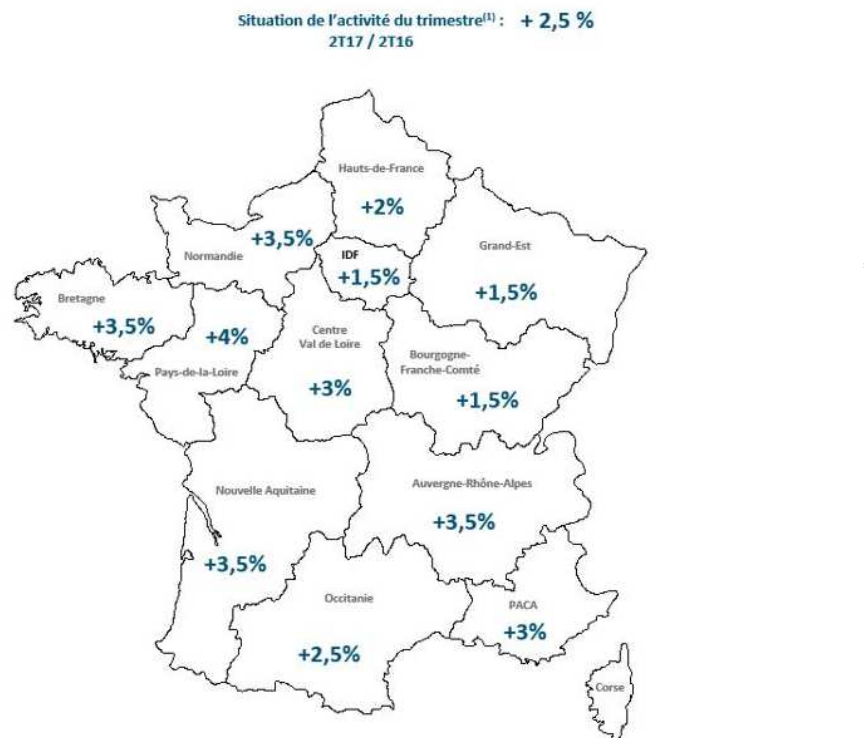 Situation de l'activité du trimestre(1) : + 2,5 %
2T17 / 2T16
Hauts-de-France
+2%
Normandie
+3,5%
IDF
+1,5%
Grand-Est
+1,5%
Bretagne
+3,5%
+4%
Pays-de-la-Loire
Centre
Val de Loire
+3%
Bourgogne-
Franche-Comté
+1,5%
Nouvelle Aquitaine
+3,5%
Auvergne-Rhône-Alpes
+3,5%
Occitanie
+2,5%
PACA
+3%
Corse